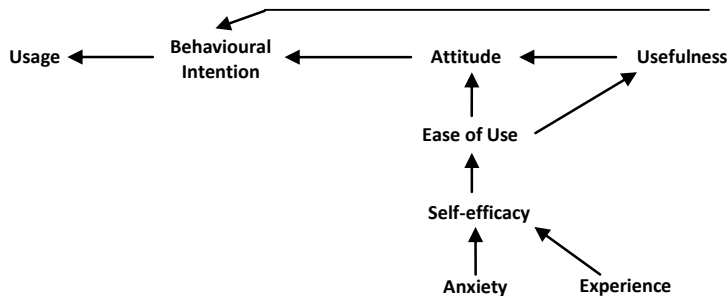 Usage
Behavioural
Intention
Attitude
Usefulness
Ease of Use
Self-efficacy
Anxiety
Experience